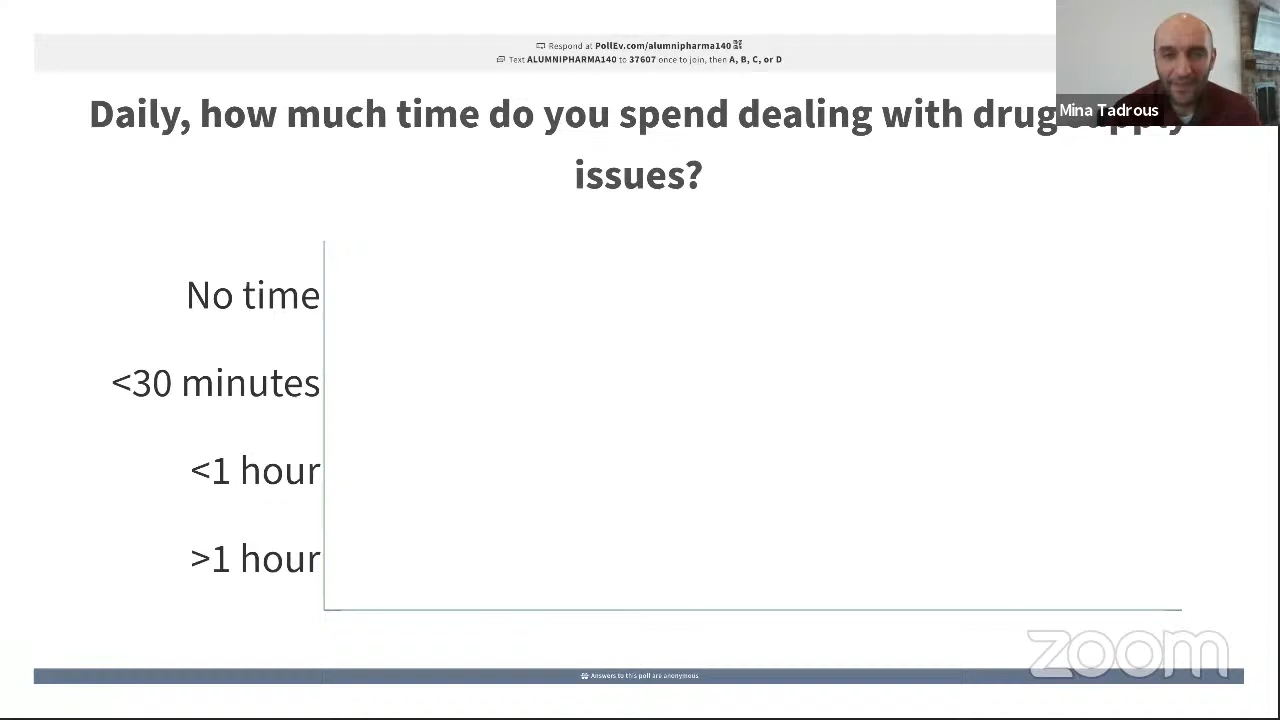 Respond at PollEv.com/alumnipharma140
Text ALUMNIPHARMA140 to 37607 once to join, then A, B, C, or D
Mina Tadrous
Daily, how much time do you spend dealing with drug supply
issues?
No time
<30 minutes
<1 hour
>1 hour
zoom
Answers to this poll are anonymous